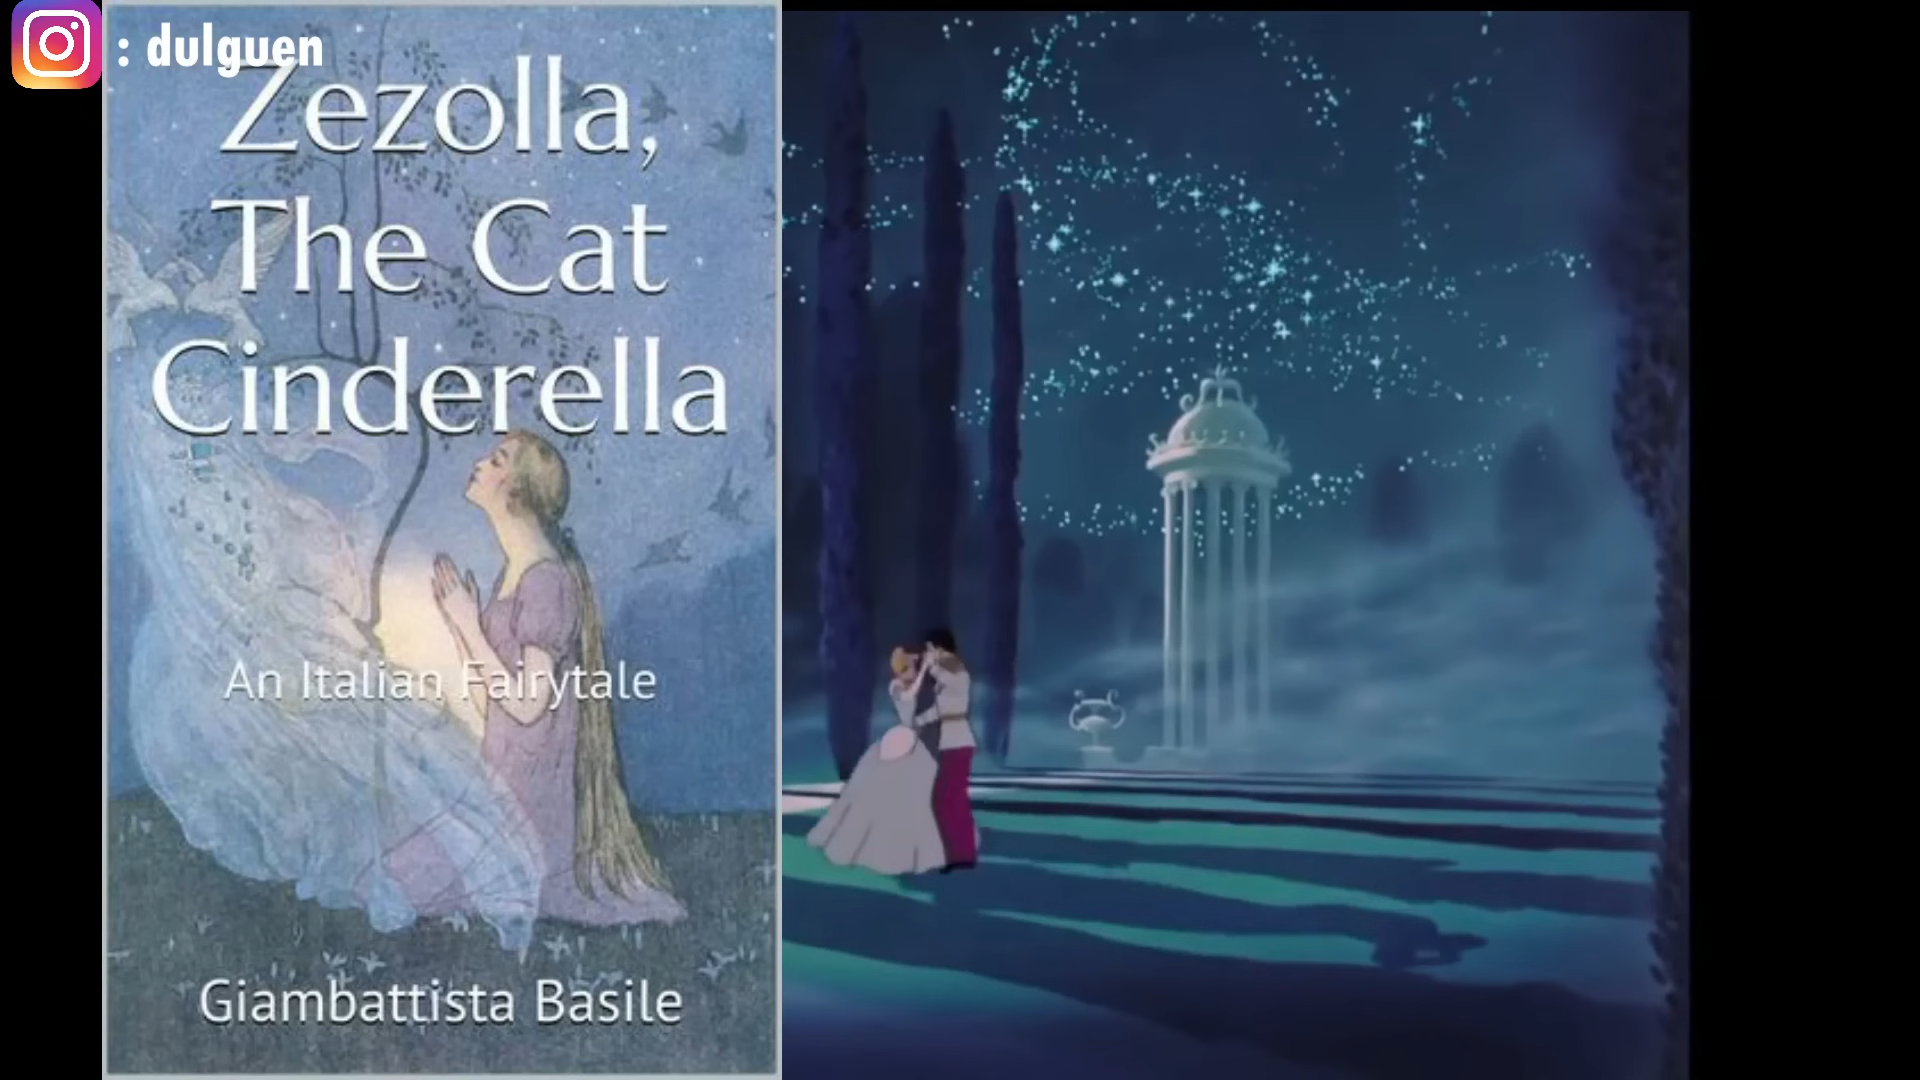 : dulguen
Zezolla,
The Cat
Cinderella
An Italian Fairytale
Giambattista Basile